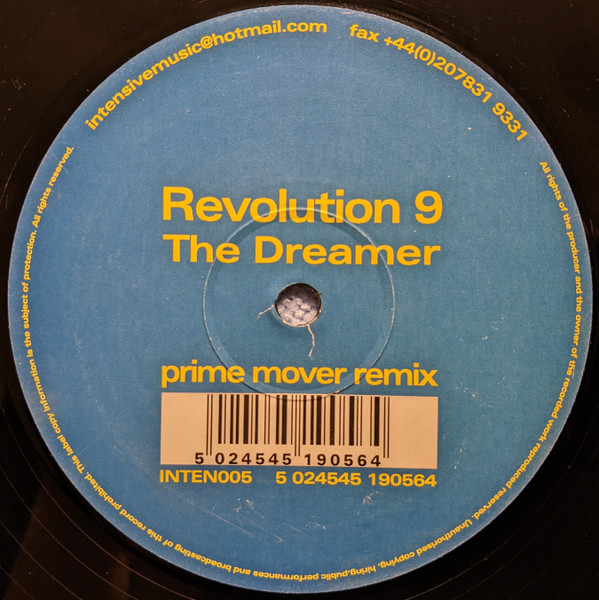 intensivemusic@hotmail.com    fax +44(0)207831 9331
Revolution 9
The Dreamer
prime mover remix
5 024545 190564
INTEN005    5 024545 190564
All rights of the producer and the owner of the recorded work reproduced reserved. Unauthorised copying, hiring,public performances and broadcasting of this record prohibited. This label copy information is the subject of protection. All rights reserved.